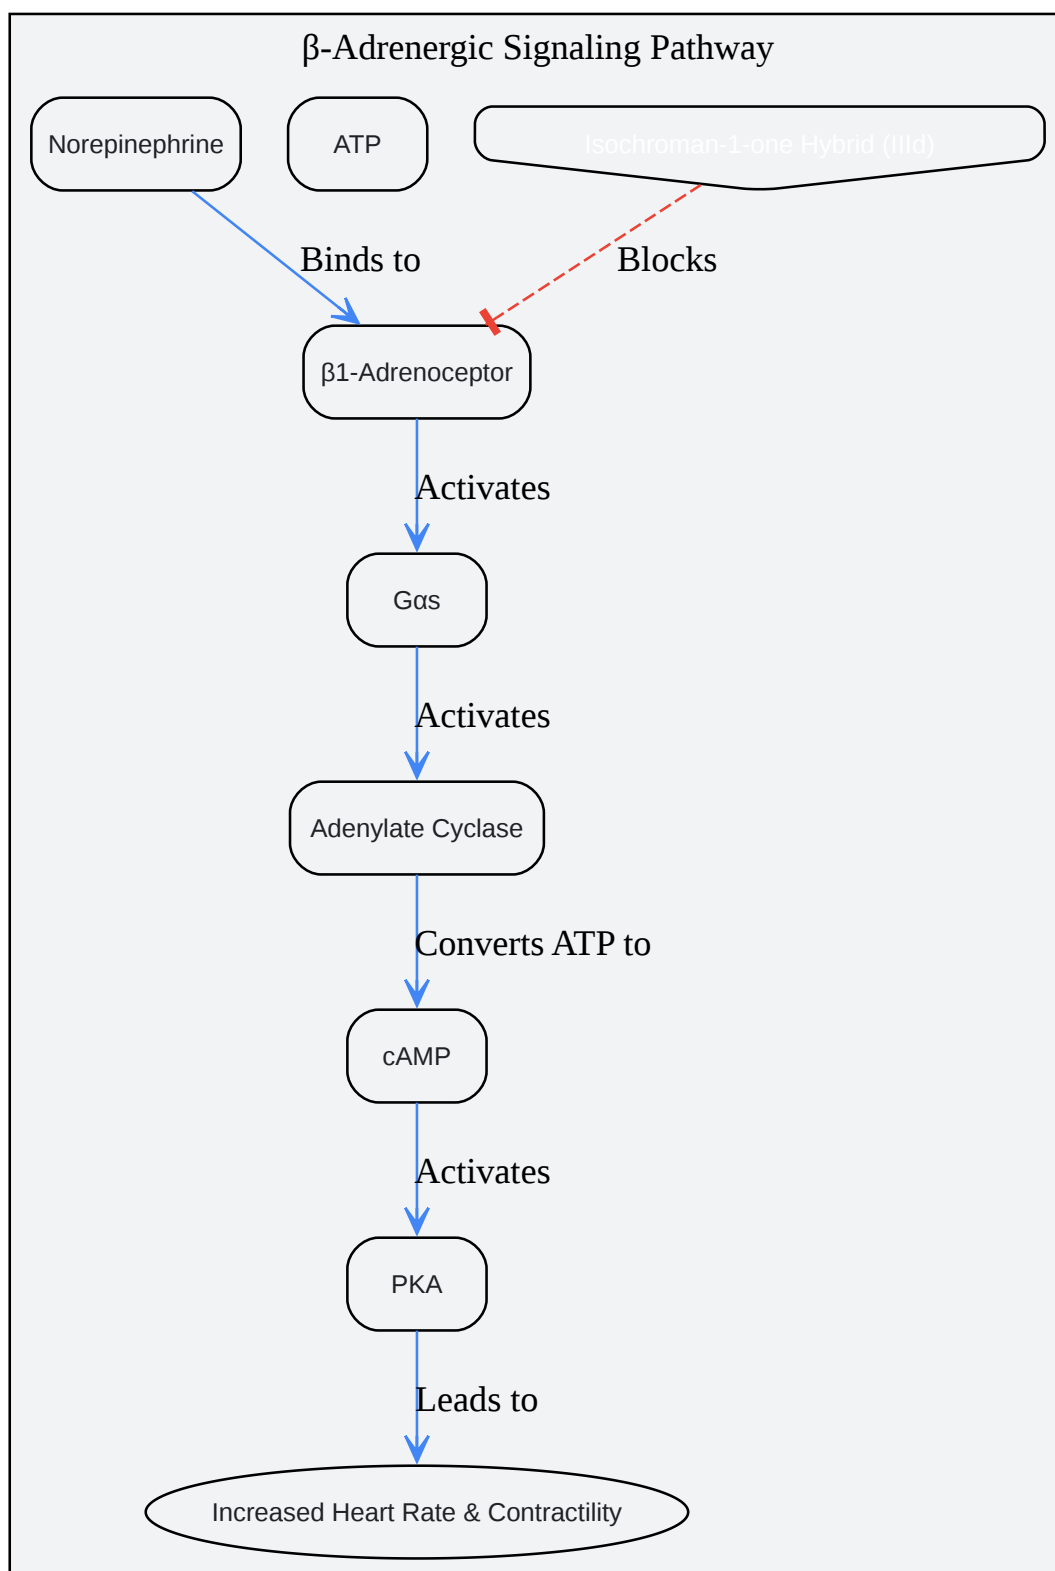 β-Adrenergic Signaling Pathway
Norepinephrine
ATP
Isochroman-1-one Hybrid (IIId)
Binds to
Blocks
β1-Adrenoceptor
Activates
Gαs
Activates
Adenylate Cyclase
Converts ATP to
cAMP
Activates
PKA
Leads to
Increased Heart Rate & Contractility